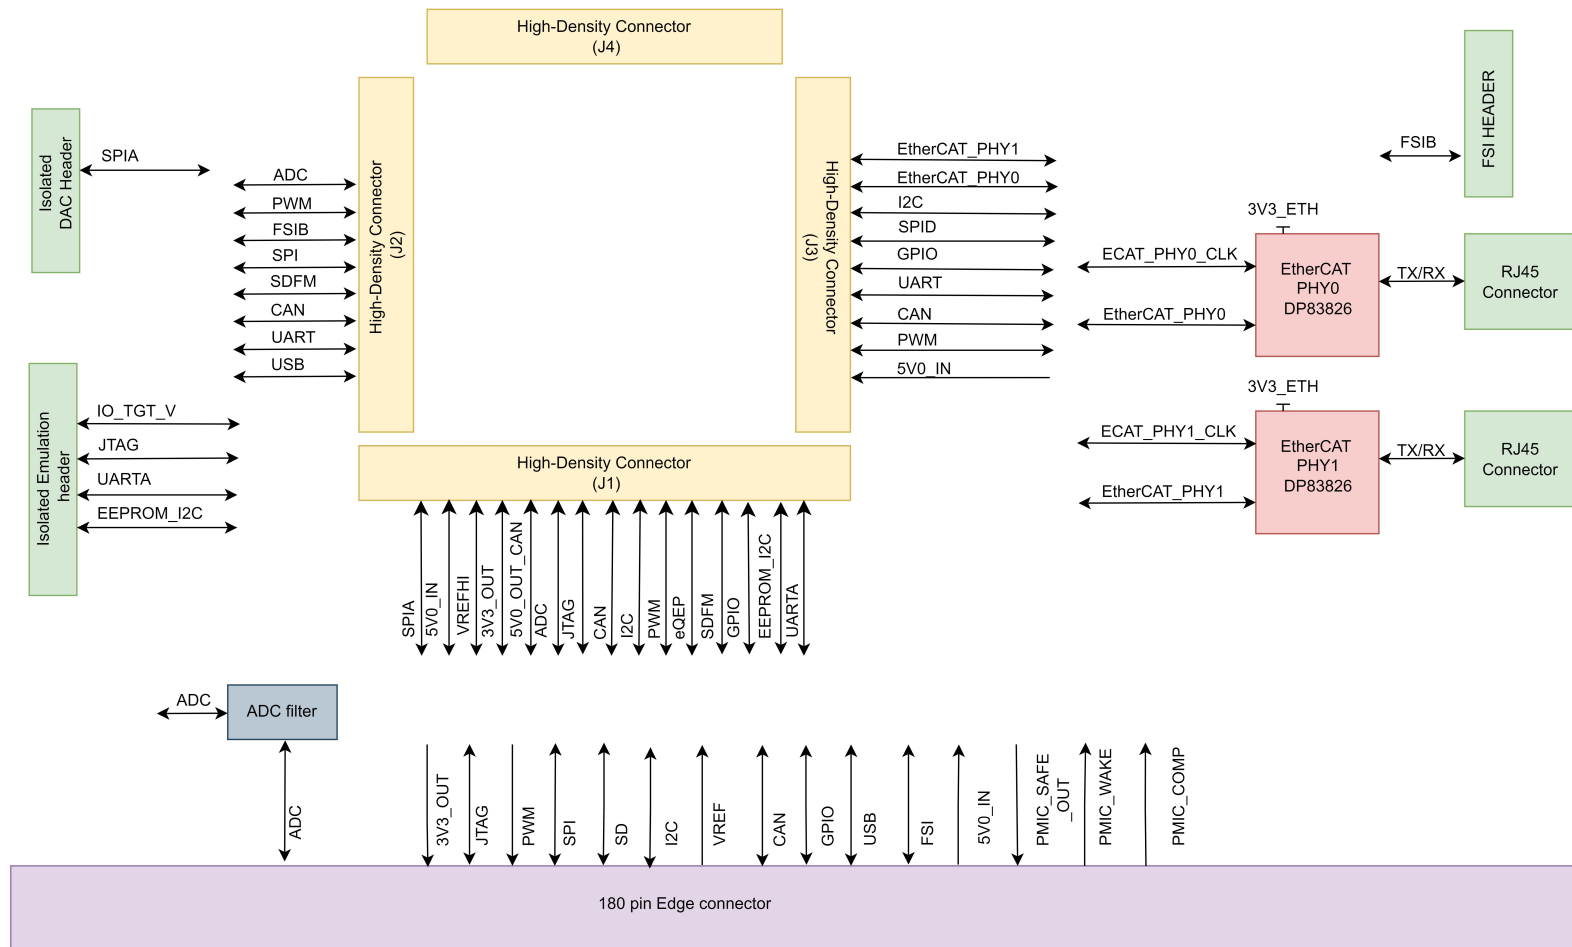 High-Density Connector
(J4)
Isolated
DAC Header
SPIA
ADC
PWM
FSIB
SPI
SDFM
CAN
UART
USB
High-Density Connector
(J2)
High-Density Connector
(J3)
EtherCAT_PHY1
EtherCAT_PHY0
I2C
SPID
GPIO
UART
CAN
PWM
5V0_IN
FSIB
FSI HEADER
3V3_ETH
ECAT_PHY0_CLK
EtherCAT_PHY0
EtherCAT
PHY0
DP83826
TX/RX
RJ45
Connector
3V3_ETH
ECAT_PHY1_CLK
EtherCAT_PHY1
EtherCAT
PHY1
DP83826
TX/RX
RJ45
Connector
Isolated Emulation
header
IO_TGT_V
JTAG
UARTA
EEPROM_I2C
High-Density Connector
(J1)
SPIA
5V0_IN
VREFHI
3V3_OUT
5V0_OUT_CAN
ADC
JTAG
CAN
I2C
PWM
eQEP
SDFM
GPIO
EEPROM_I2C
UARTA
ADC
ADC filter
ADC
3V3_OUT
JTAG
PWM
SPI
SD
I2C
VREF
CAN
GPIO
USB
FSI
5V0_IN
PMIC_SAFE
_OUT
PMIC_WAKE
PMIC_COMP
180 pin Edge connector